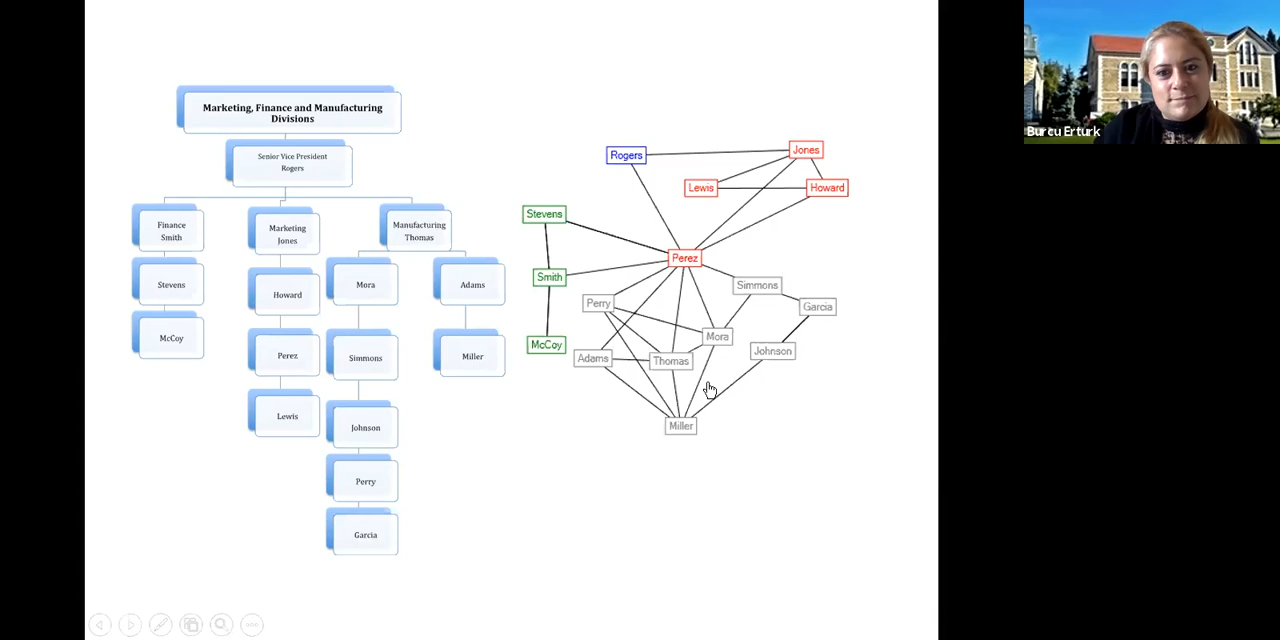 Marketing, Finance and Manufacturing
Divisions
Senior Vice President
Rogers
Finance
Smith
Stevens
McCoy
Marketing
Jones
Howard
Perez
Lewis
Manufacturing
Thomas
Mora
Simmons
Johnson
Perry
Garcia
Adams
Miller
Rogers
Jones
Lewis
Howard
Stevens
Perez
Smith
Simmons
Perry
Garcia
Mora
McCoy
Adams
Thomas
Johnson
Miller
Burcu Erturk